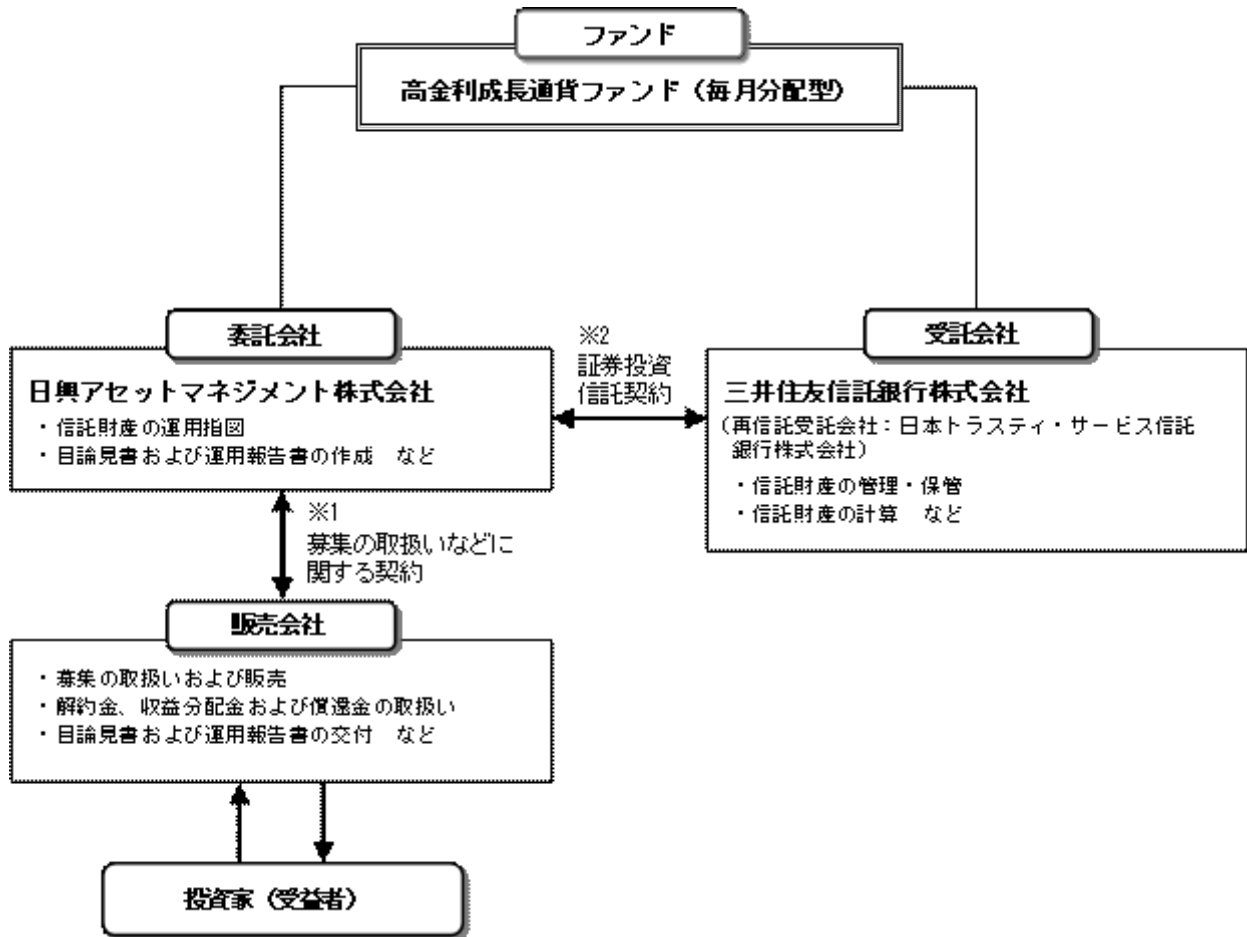 ファンド
高金利成長通貨ファンド（毎月分配型）
委託会社
日興アセットマネジメント株式会社
・信託財産の運用指図
・目論見書および運用報告書の作成　など
※2
証券投資
信託契約
受託会社
三井住友信託銀行株式会社
（再信託受託会社：日本トラスティ・サービス信託
銀行株式会社）
・信託財産の管理・保管
・信託財産の計算　など
※1
募集の取扱いなどに
関する契約
販売会社
・募集の取扱いおよび販売
・解約金、収益分配金および償還金の取扱い
・目論見書および運用報告書の交付　など
投資家（受益者）